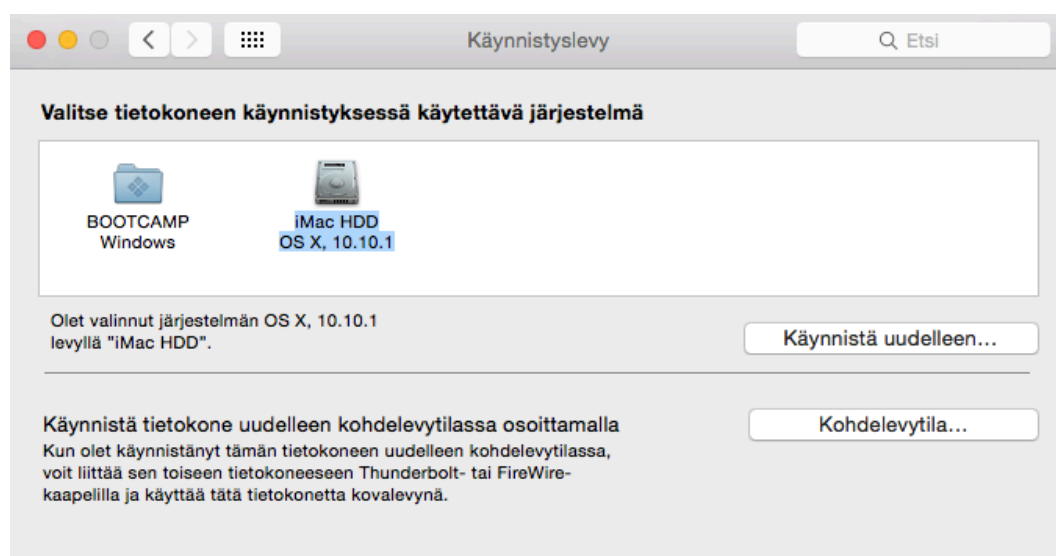 Käynnistyslevy
Etsi
Valitse tietokoneen käynnistyksessä käytettävä järjestelmä
BOOTCAMP
Windows
iMac HDD
OS X, 10.10.1
Olet valinnut järjestelmän OS X, 10.10.1
levyllä "iMac HDD".
Käynnistä uudelleen...
Käynnistä tietokone uudelleen kohdelevytilassa osoittamalla
Kohdelevytila...
Kun olet käynnistänyt tämän tietokoneen uudelleen kohdelevytilassa,
voit liittää sen toiseen tietokoneeseen Thunderbolt- tai FireWire-
kaapelilla ja käyttää tätä tietokonetta kovalevynä.